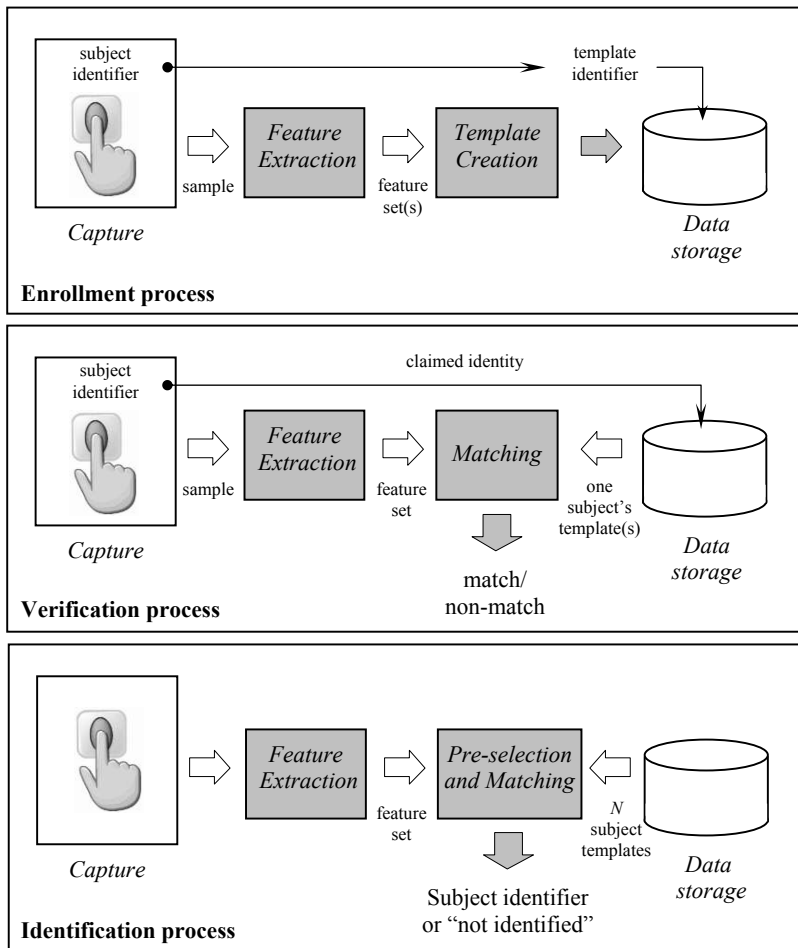 subject
identifier
template
identifier
Feature
Extraction
Template
Creation
sample
feature
set(s)
Capture
Data
storage
Enrollment process
subject
identifier
claimed identity
Feature
Extraction
Matching
sample
feature
set
one
subject's
template(s)
Capture
Data
storage
match/
non-match
Verification process
Feature
Extraction
Pre-selection
and Matching
feature
set
N
subject
templates
Capture
Data
storage
Subject identifier
or “not identified”
Identification process